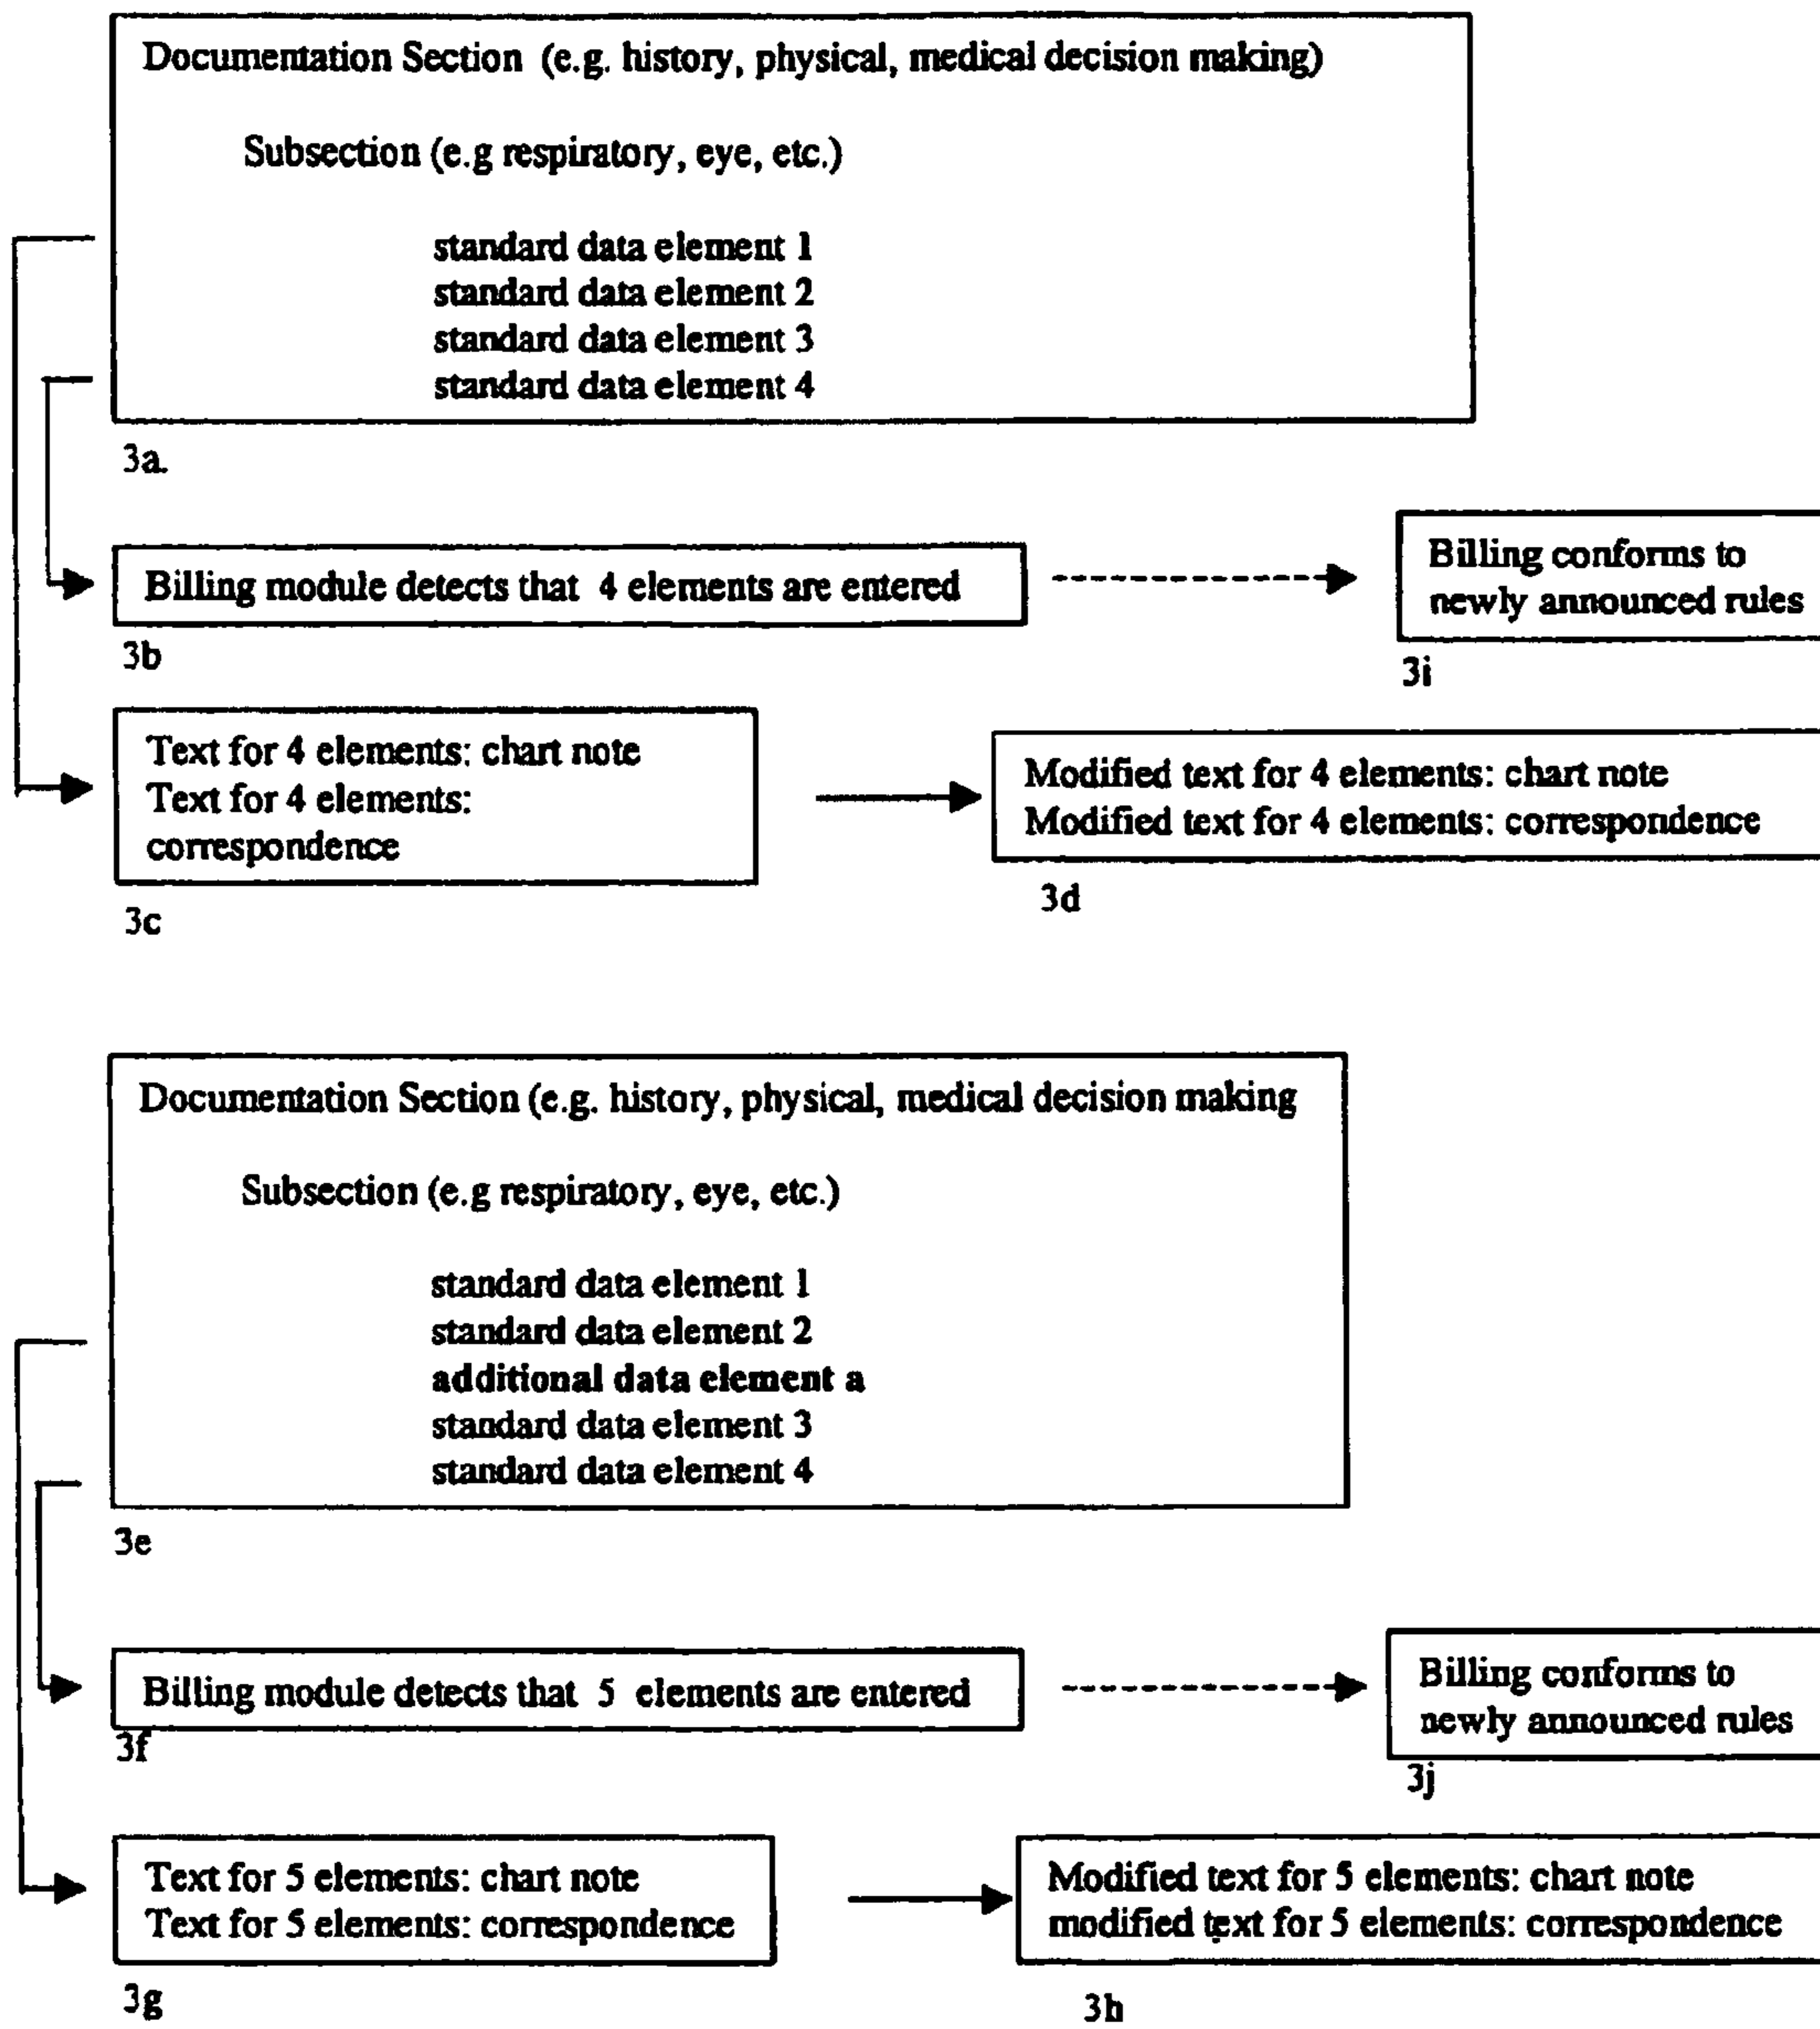 Documentation Section (e.g. history, physical, medical decision making)
Subsection (e.g respiratory, eye, etc.)
standard data element 1
standard data element 2
standard data element 3
standard data element 4
3a.
Billing module detects that 4 elements are entered
3b
Billing conforms to
newly announced rules
3i
Text for 4 elements: chart note
Text for 4 elements:
correspondence
3c
Modified text for 4 elements: chart note
Modified text for 4 elements: correspondence
3d
Documentation Section (e.g. history, physical, medical decision making
Subsection (e.g respiratory, eye, etc.)
standard data element 1
standard data element 2
additional data element a
standard data element 3
standard data element 4
3e
Billing module detects that 5 elements are entered
3f
Billing conforms to
newly announced rules
3j
Text for 5 elements: chart note
Text for 5 elements: correspondence
3g
Modified text for 5 elements: chart note
modified text for 5 elements: correspondence
3h